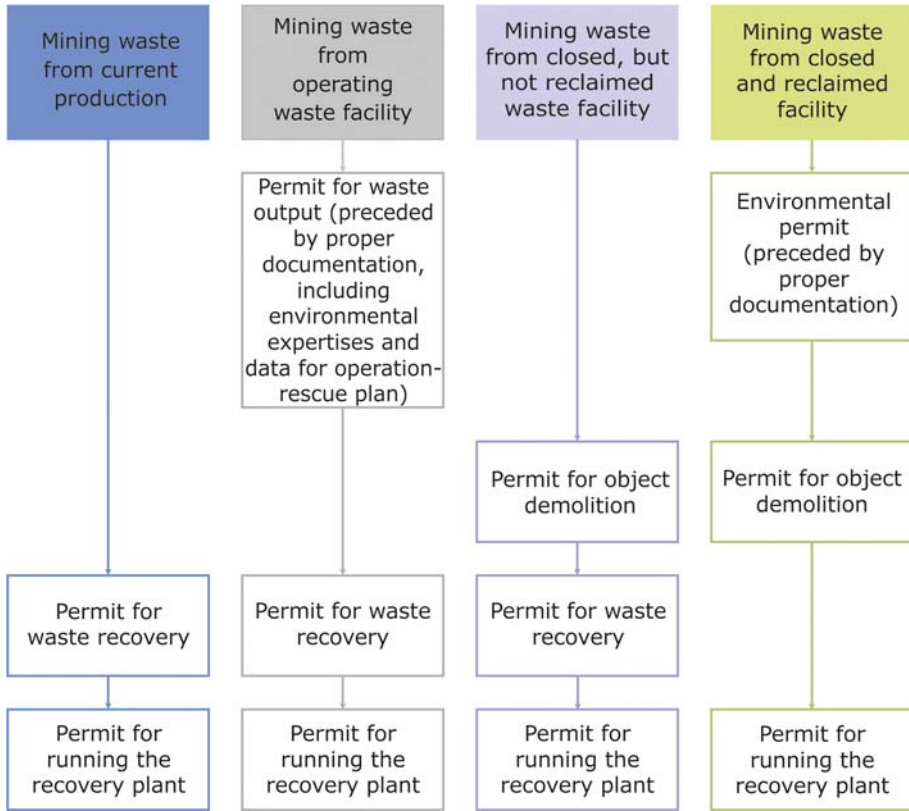 Mining waste
from current
production
Mining waste
from
operating
waste facility
Mining waste
from closed, but
not reclaimed
waste facility
Mining waste
from closed
and reclaimed
facility
Permit for waste
output (preceded
by proper
documentation,
including
environmental
expertises and
data for operation-
rescue plan)
Environmental
permit
(preceded by
proper
documentation)
Permit for object
demolition
Permit for object
demolition
Permit for
waste recovery
Permit for waste
recovery
Permit for waste
recovery
Permit for
running the
recovery plant
Permit for
running the
recovery plant
Permit for
running the
recovery plant
Permit for
running the
recovery plant